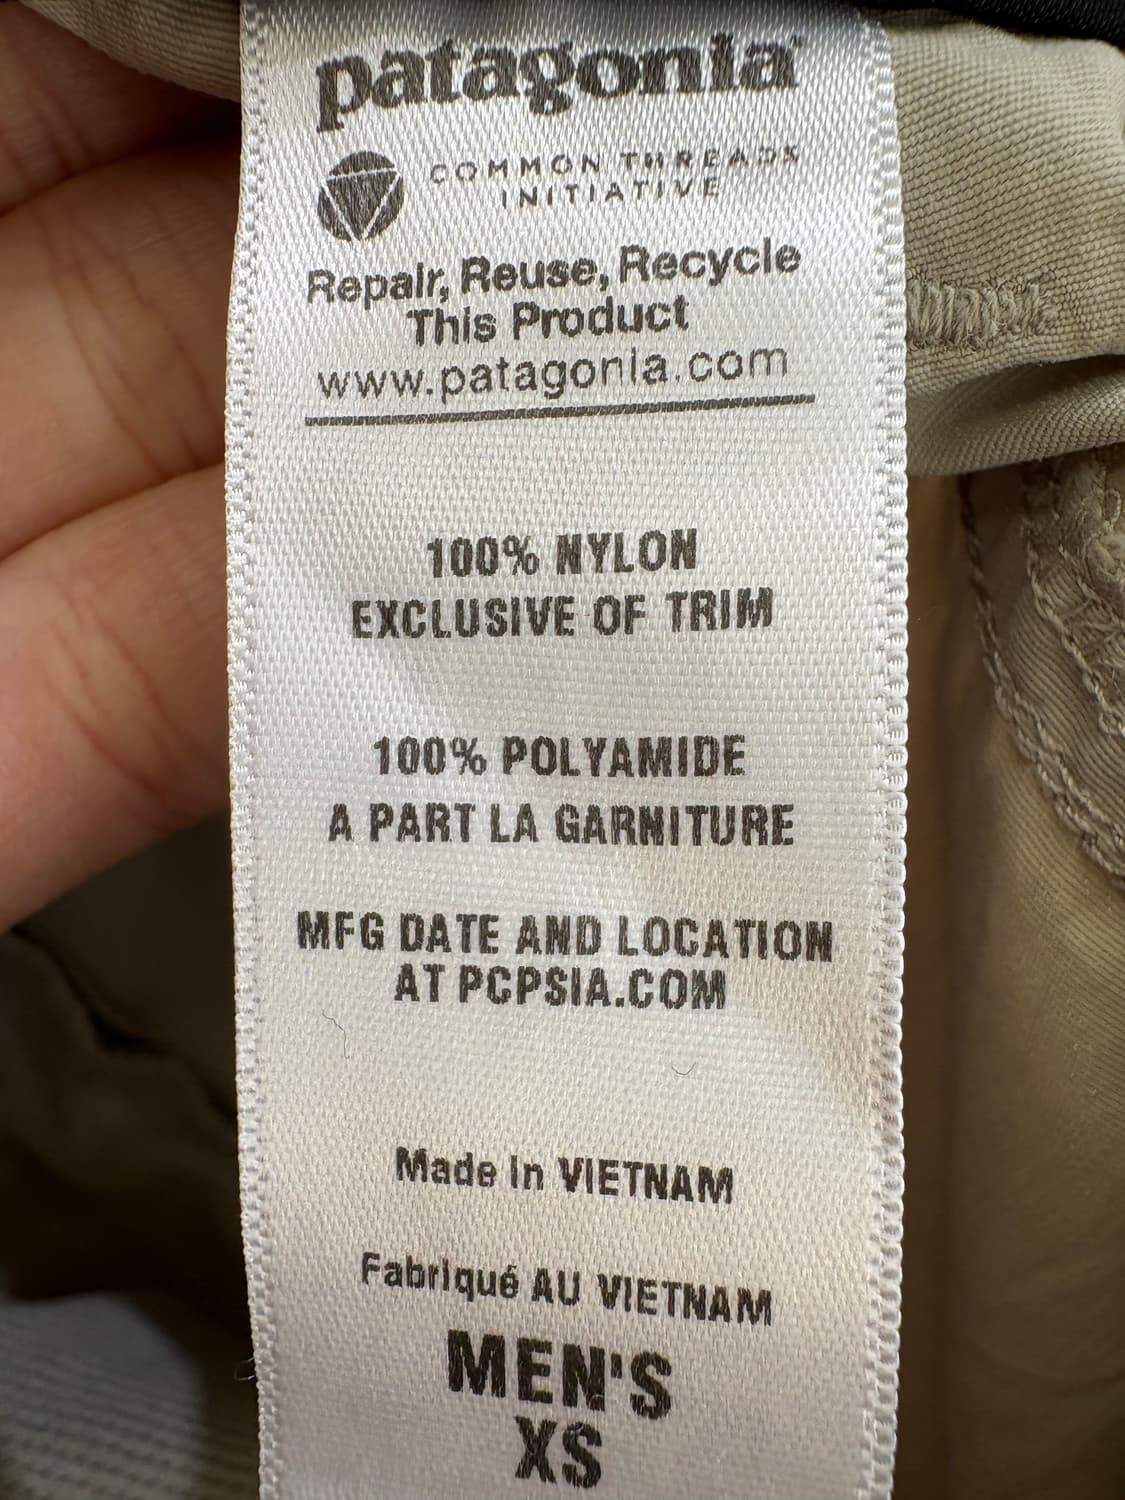 patagonia®
COMMON THREADS
INITIATIVE
Repair, Reuse, Recycle
This Product
www.patagonia.com
100% NYLON
EXCLUSIVE OF TRIM
100% POLYAMIDE
A PART LA GARNITURE
MFG DATE AND LOCATION
AT PCPSIA.COM
Made in VIETNAM
Fabriqué AU VIETNAM
MEN'S
XS